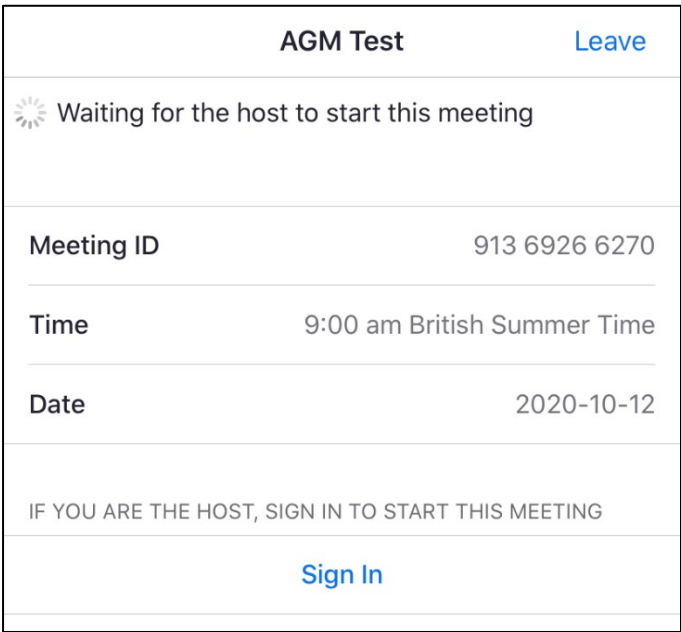 AGM Test Leave
Waiting for the host to start this meeting
Meeting ID 913 6926 6270
Time 9:00 am British Summer Time
Date 2020-10-12
IF YOU ARE THE HOST, SIGN IN TO START THIS MEETING
Sign In